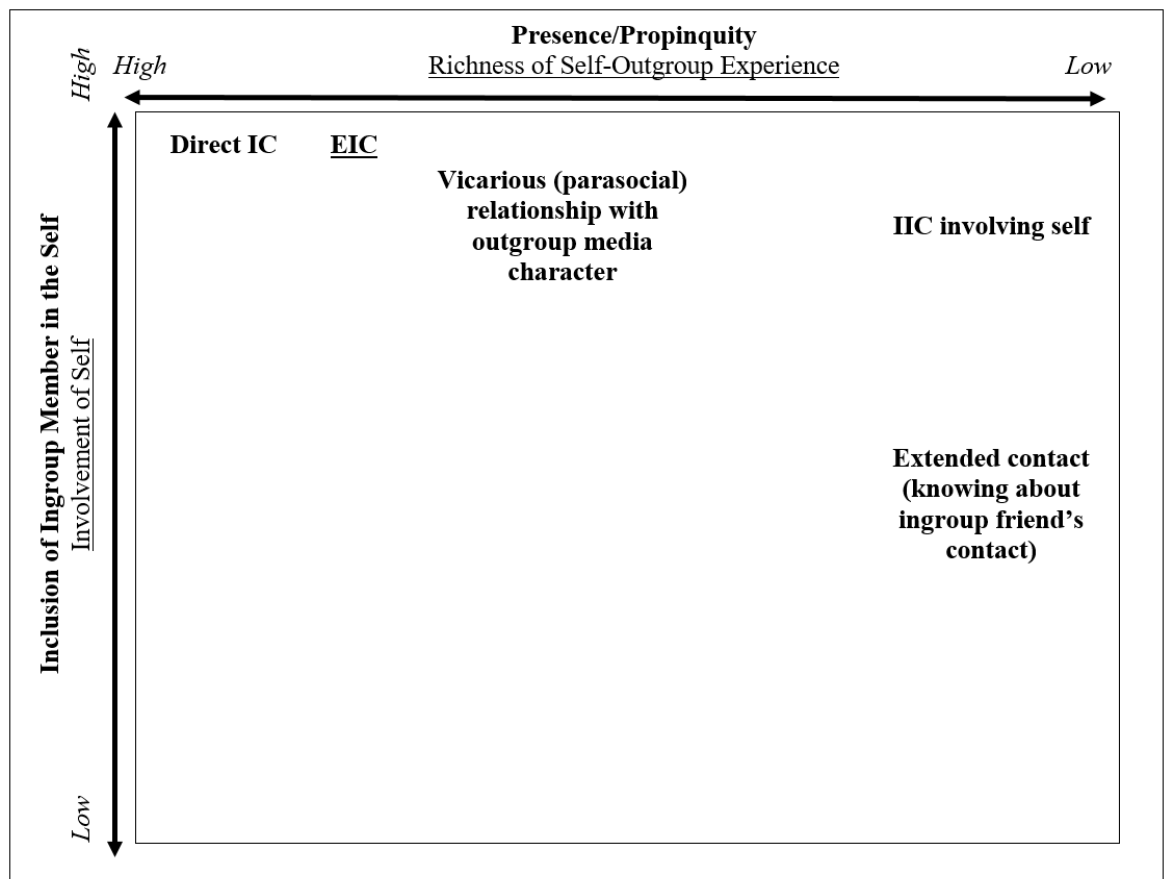 Presence/Propinquity
High
High
Richness of Self-Outgroup Experience
Low
Direct IC
EIC
Vicarious (parasocial)
relationship with
outgroup media
character
IIC involving self
Inclusion of Ingroup Member in the Self
Involvement of Self
Extended contact
(knowing about
ingroup friend’s
contact)
Low